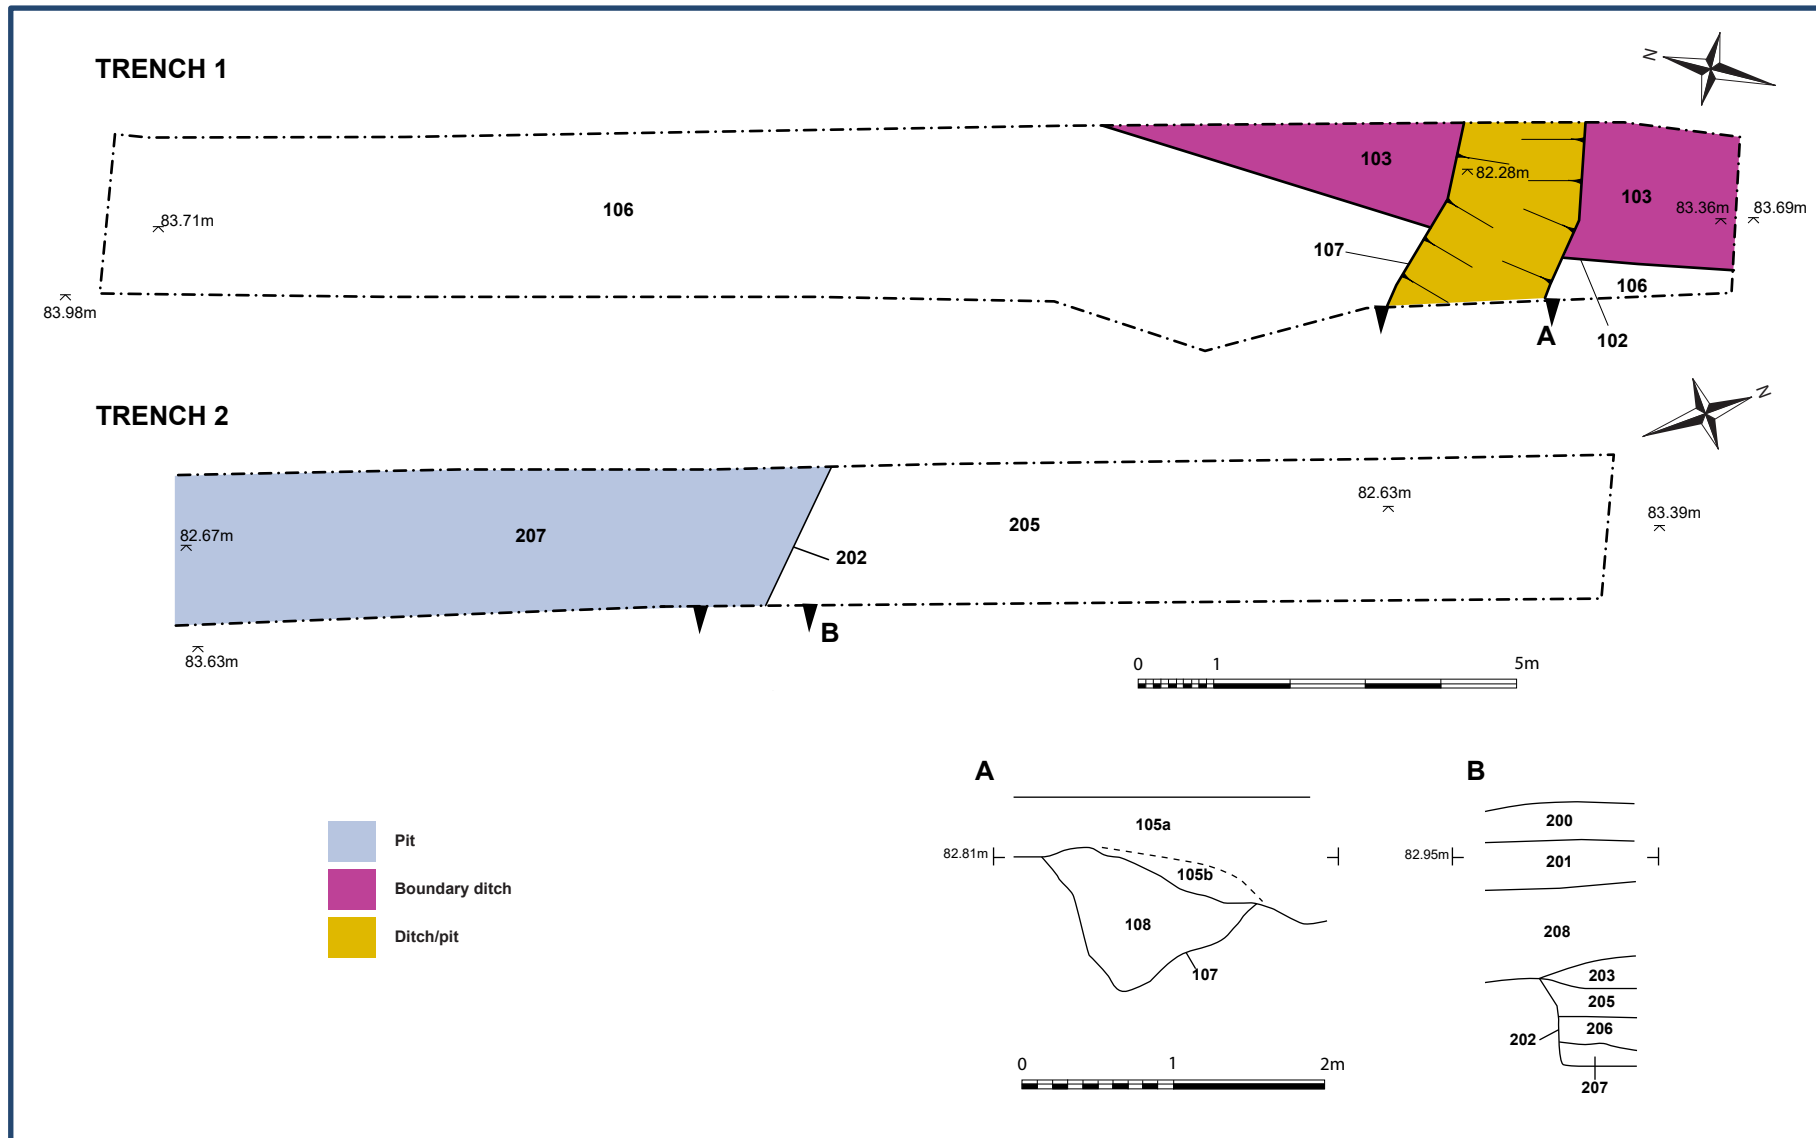 TRENCH 1
N
103
82.28m
103
83.36m
83.69m
106
83.71m
107
106
83.98m
A
102
TRENCH 2
N
82.63m
83.39m
205
207
82.67m
202
B
83.63m
0 1 5m
A
B
105a
200
82.81m
82.95m
201
105b
108
208
107
203
205
206
202
207
Pit
Boundary ditch
Ditch/pit
0 1 2m